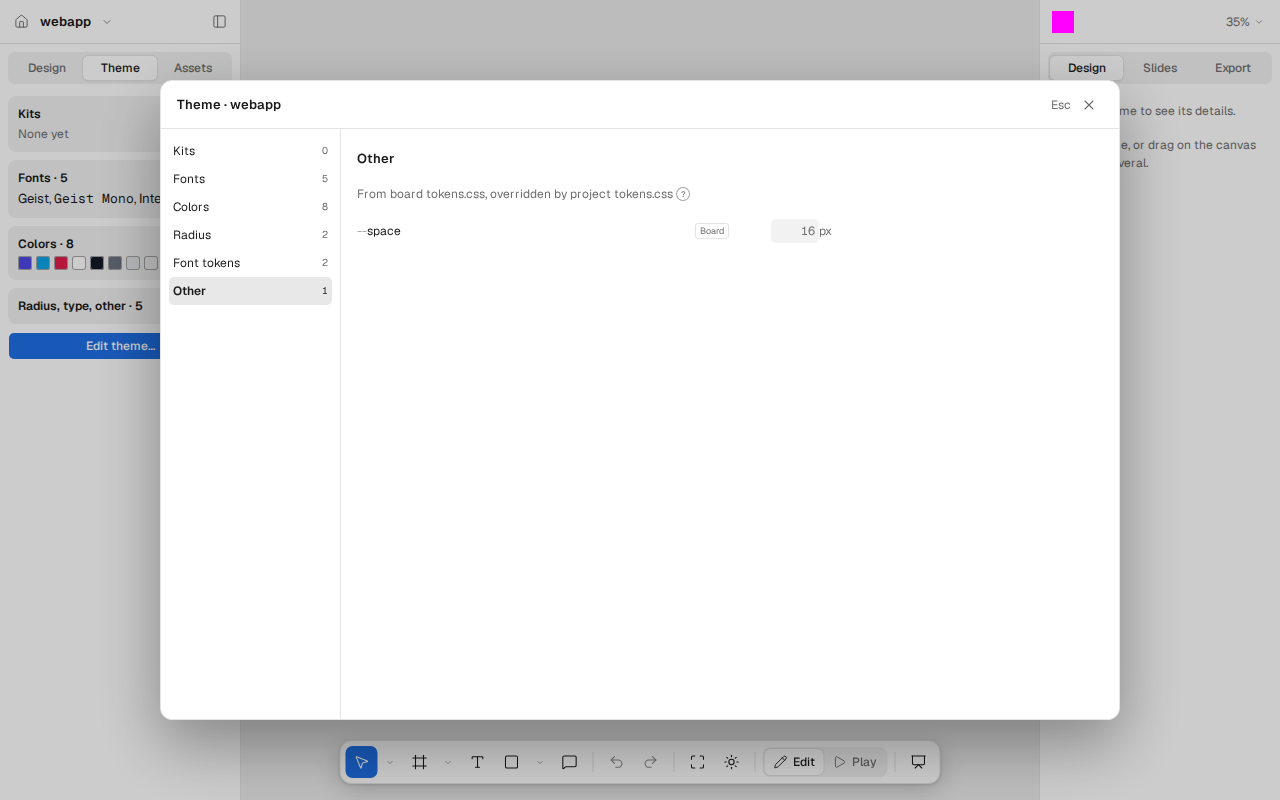 webapp
35%
Design Theme Assets
Design Slides Export
Kits
None yet
Fonts · 5
Geist, Geist Mono, Inte
Colors · 8
Radius, type, other · 5
Edit theme…
me to see its details.
e, or drag on the canvas
veral.
Theme · webapp
Esc
Kits 0
Fonts 5
Colors 8
Radius 2
Font tokens 2
Other 1
Other
From board tokens.css, overridden by project tokens.css ?
--space Board 16 px
Edit Play